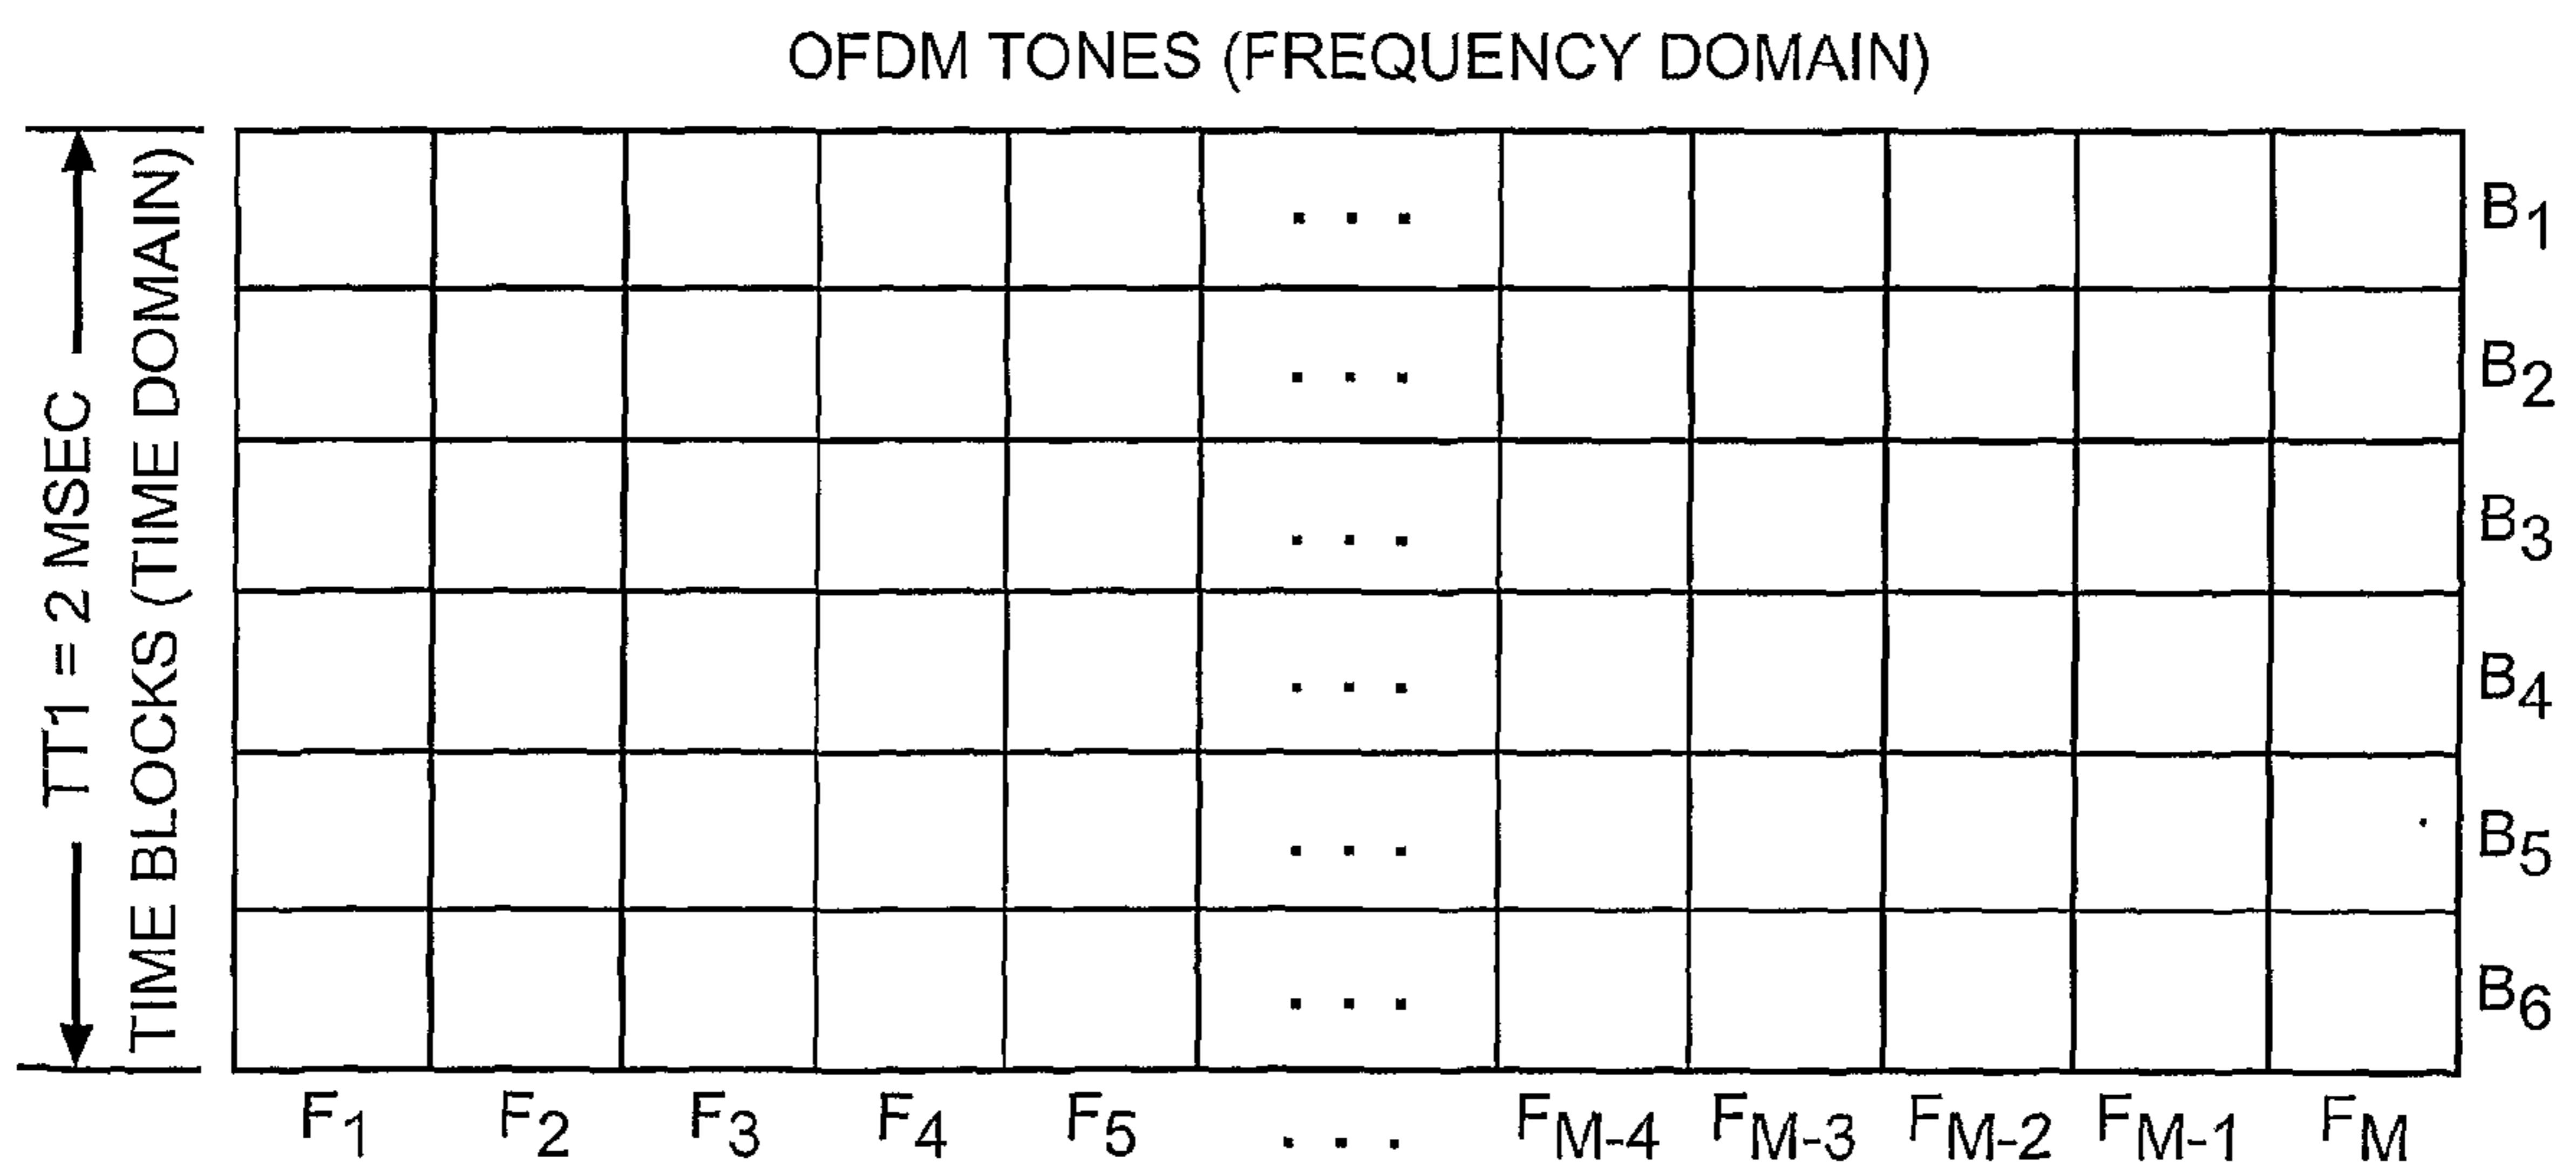 OFDM TONES (FREQUENCY DOMAIN)
TT1 = 2 MSEC
TIME BLOCKS (TIME DOMAIN)
. . . B1
. . . B2
. . . B3
. . . B4
. . . B5
. . . B6
F1 F2 F3 F4 F5 . . . FM-4 FM-3 FM-2 FM-1 FM